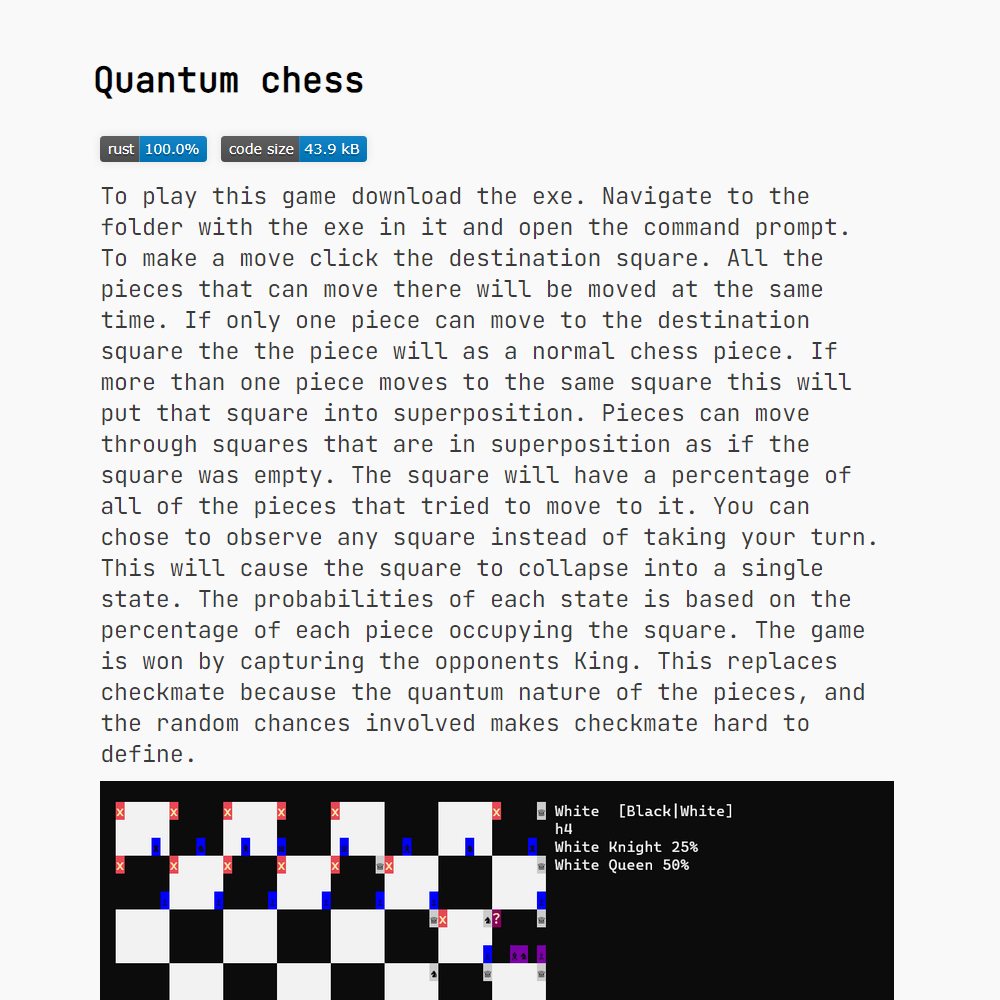 Quantum chess
rust 100.0% code size 43.9 kB
To play this game download the exe. Navigate to the
folder with the exe in it and open the command prompt.
To make a move click the destination square. All the
pieces that can move there will be moved at the same
time. If only one piece can move to the destination
square the the piece will as a normal chess piece. If
more than one piece moves to the same square this will
put that square into superposition. Pieces can move
through squares that are in superposition as if the
square was empty. The square will have a percentage of
all of the pieces that tried to move to it. You can
chose to observe any square instead of taking your turn.
This will cause the square to collapse into a single
state. The probabilities of each state is based on the
percentage of each piece occupying the square. The game
is won by capturing the opponents King. This replaces
checkmate because the quantum nature of the pieces, and
the random chances involved makes checkmate hard to
define.
x x x x x x White [Black|White]
h4
White Knight 25%
x x x x x x White Queen 50%
x ?